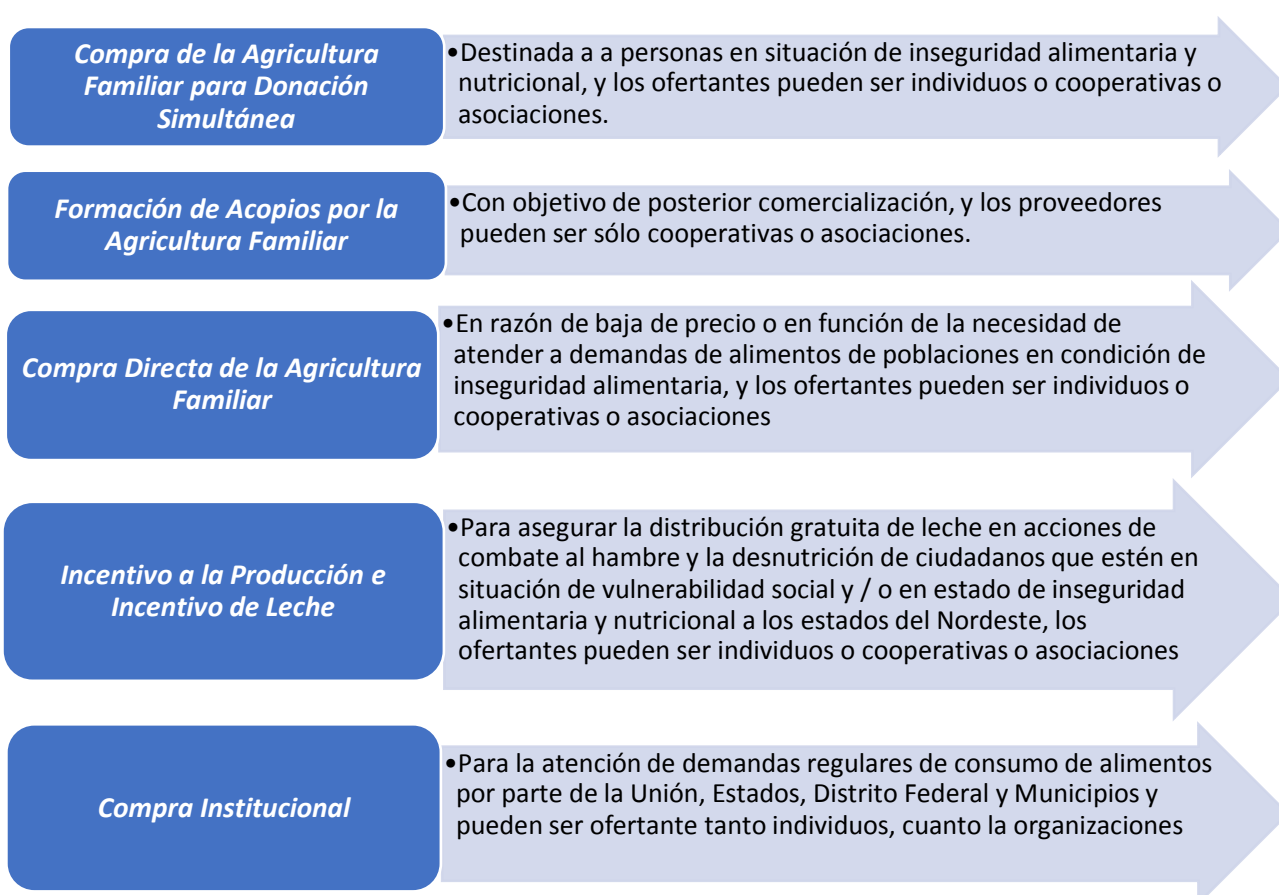 Compra de la Agricultura
Familiar para Donación
Simultánea
•Destinada a a personas en situación de inseguridad alimentaria y
nutricional, y los ofertantes pueden ser individuos o cooperativas o
asociaciones.
Formación de Acopios por la
Agricultura Familiar
•Con objetivo de posterior comercialización, y los proveedores
pueden ser sólo cooperativas o asociaciones.
Compra Directa de la Agricultura
Familiar
•En razón de baja de precio o en función de la necesidad de
atender a demandas de alimentos de poblaciones en condición de
inseguridad alimentaria, y los ofertantes pueden ser individuos o
cooperativas o asociaciones
Incentivo a la Producción e
Incentivo de Leche
•Para asegurar la distribución gratuita de leche en acciones de
combate al hambre y la desnutrición de ciudadanos que estén en
situación de vulnerabilidad social y / o en estado de inseguridad
alimentaria y nutricional a los estados del Nordeste, los
ofertantes pueden ser individuos o cooperativas o asociaciones
Compra Institucional
•Para la atención de demandas regulares de consumo de alimentos
por parte de la Unión, Estados, Distrito Federal y Municipios y
pueden ser ofertante tanto individuos, cuanto la organizaciones